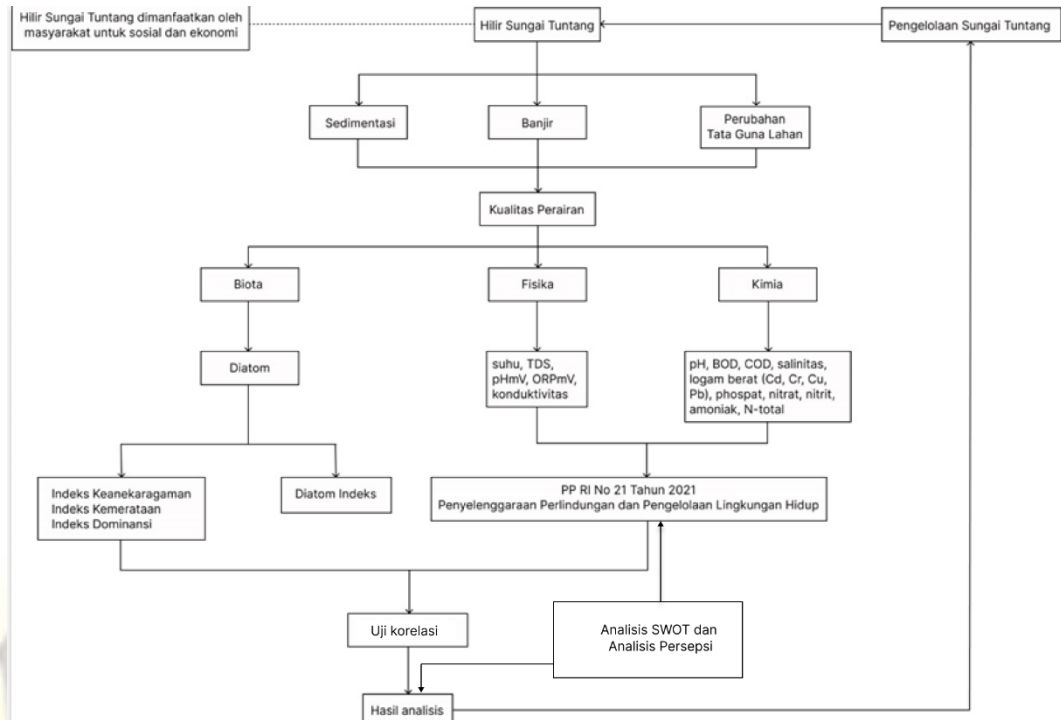 Hilir Sungai Tuntang dimanfaatkan oleh
masyarakat untuk sosial dan ekonomi
Hilir Sungai Tuntang
Pengelolaan Sungai Tuntang
Sedimentasi
Banjir
Perubahan
Tata Guna Lahan
Kualitas Perairan
Biota
Fisika
Kimia
Diatom
suhu, TDS,
pHmV, ORPmV,
konduktivitas
pH, BOD, COD, salinitas,
logam berat (Cd, Cr, Cu,
Pb), phospat, nitrat, nitrit,
amoniak, N-total
Indeks Keanekaragaman
Indeks Kemerataan
Indeks Dominansi
Diatom Indeks
PP RI No 21 Tahun 2021
Penyelenggaraan Perlindungan dan Pengelolaan Lingkungan Hidup
Uji korelasi
Analisis SWOT dan
Analisis Persepsi
Hasil analisis